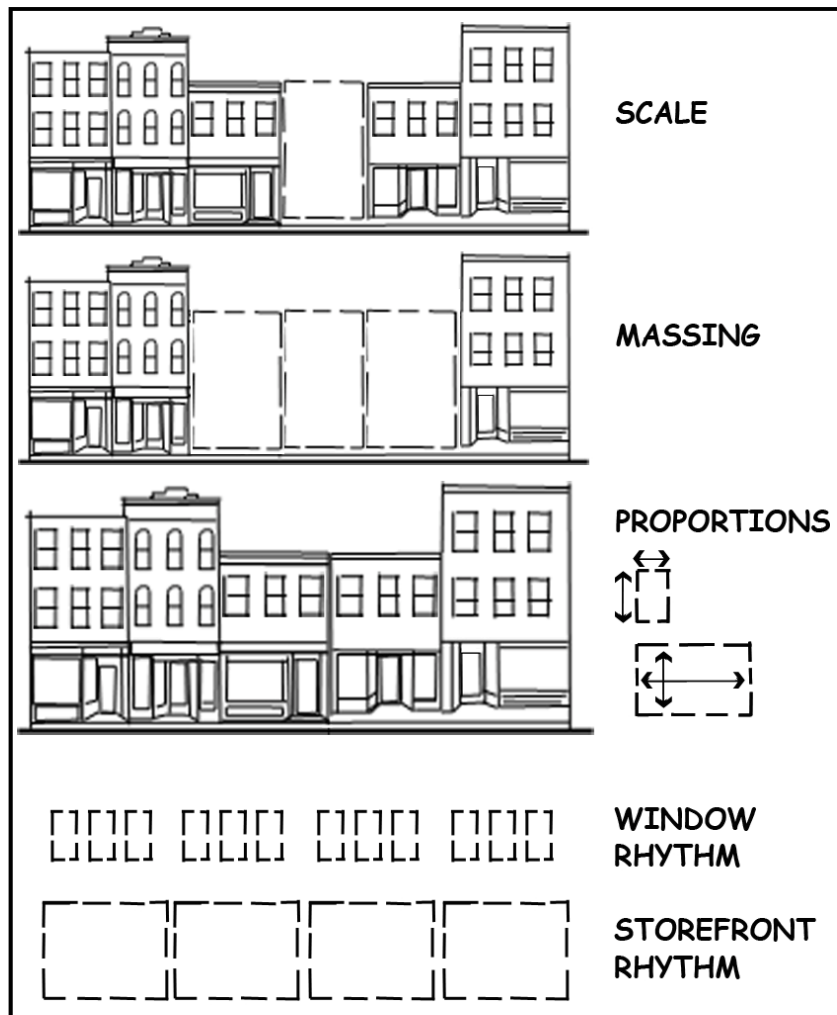 SCALE
MASSING
PROPORTIONS
WINDOW
RHYTHM
STOREFRONT
RHYTHM